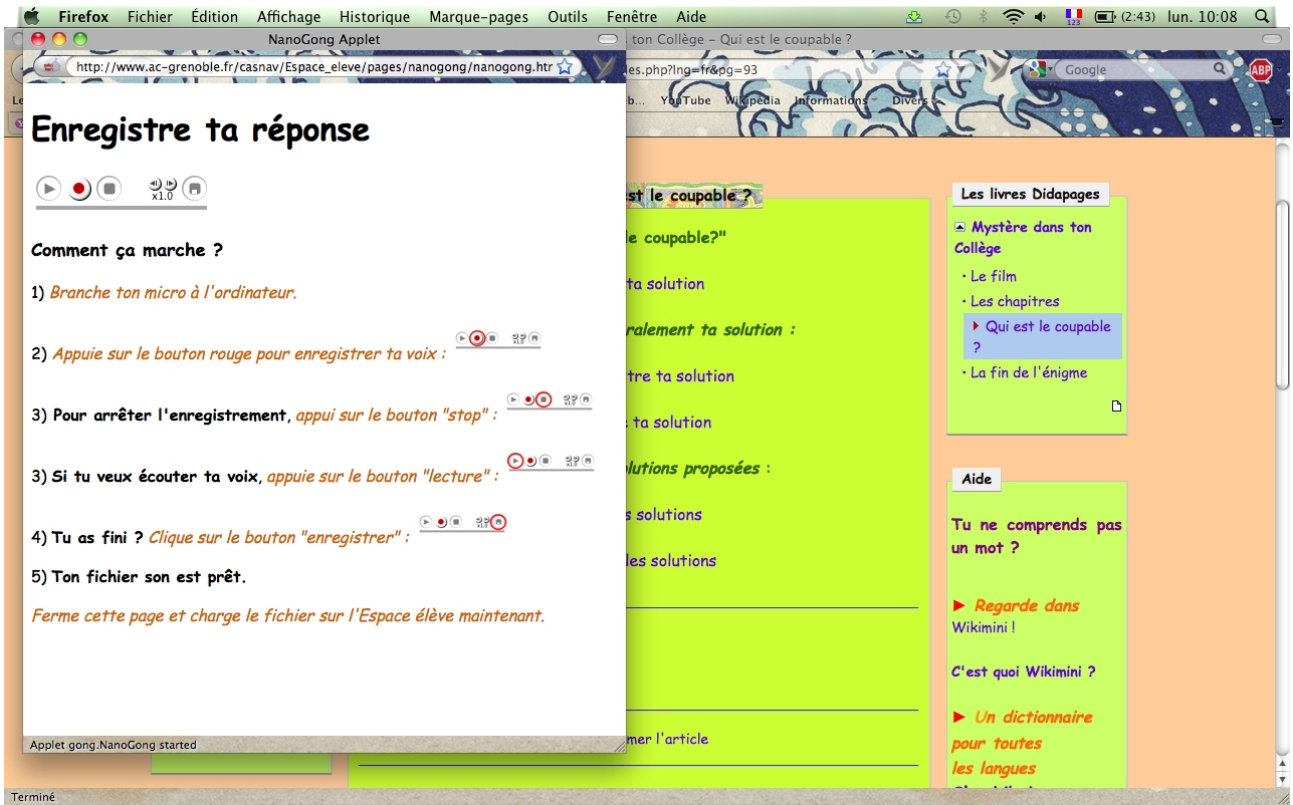 Firefox Fichier Édition Affichage Historique Marque-pages Outils Fenêtre Aide (2:43) lun. 10:08
NanoGong Applet
http://www.ac-grenoble.fr/casnav/Espace_eleve/pages/nanogong/nanogong.htr
Enregistre ta réponse
x1.0
Comment ça marche ?
1) Branche ton micro à l'ordinateur.
2) Appuie sur le bouton rouge pour enregistrer ta voix :
3) Pour arrêter l'enregistrement, appui sur le bouton "stop" :
3) Si tu veux écouter ta voix, appuie sur le bouton "lecture" :
4) Tu as fini ? Clique sur le bouton "enregistrer" :
5) Ton fichier son est prêt.
Ferme cette page et charge le fichier sur l'Espace élève maintenant.
Applet gong.NanoGong started
ton Collège – Qui est le coupable ?
es.php?lng=fr&pg=93
Google
ABP
YouTube Wikipedia Informations Divers
st le coupable ?
le coupable?"
ta solution
ralement ta solution :
tre ta solution
ta solution
lutions proposées :
s solutions
les solutions
mer l'article
Les livres Didapages
Mystère dans ton
Collège
· Le film
· Les chapitres
Qui est le coupable
?
· La fin de l'énigme
Aide
Tu ne comprends pas
un mot ?
► Regarde dans
Wikimini !
C'est quoi Wikimini ?
► Un dictionnaire
pour toutes
les langues
Terminé